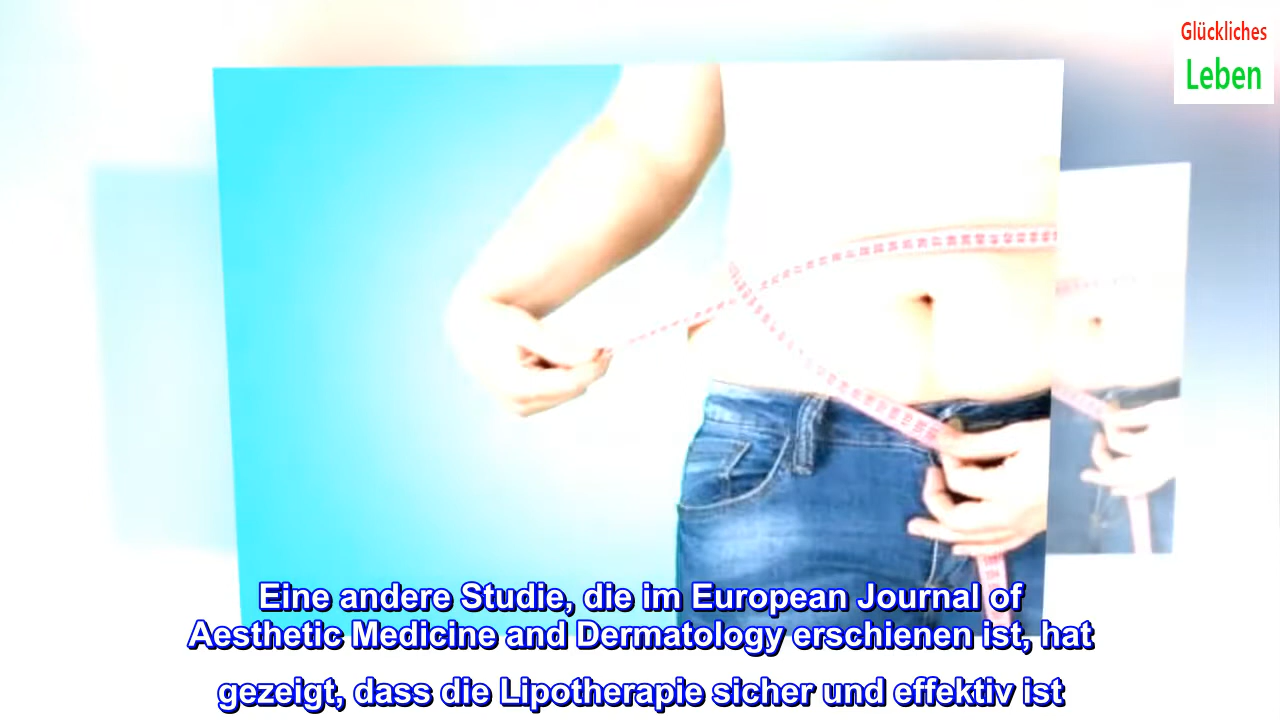 Glückliches
Leben
Eine andere Studie, die im European Journal of
Aesthetic Medicine and Dermatology erschienen ist, hat
gezeigt, dass die Lipotherapie sicher und effektiv ist